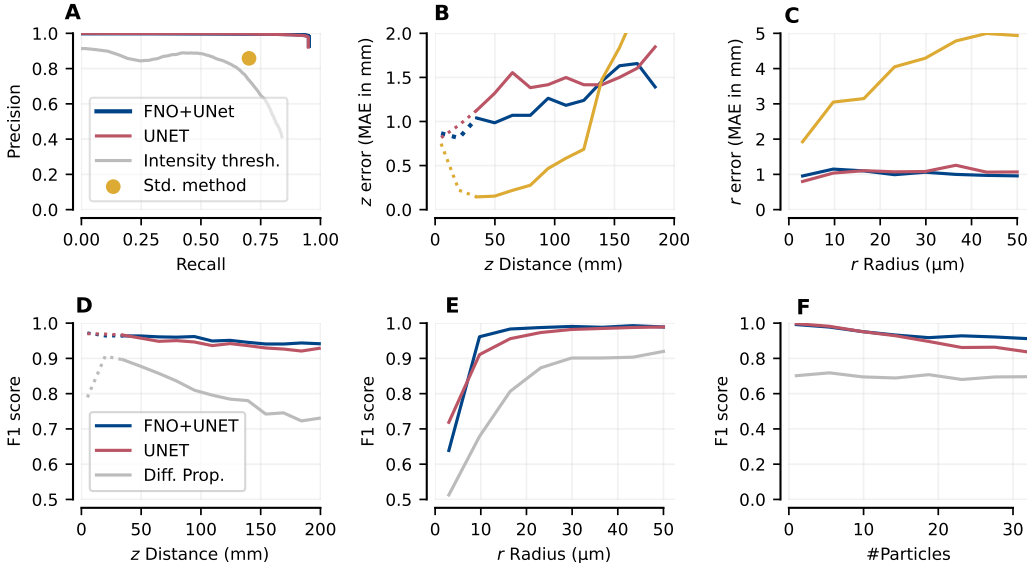 A
1.0
0.8
0.6
0.4
0.2
0.0
Precision
FNO+UNet
UNET
Intensity thresh.
Std. method
0.00 0.25 0.50 0.75 1.00
Recall
B
2.0
1.5
1.0
0.5
0.0
z error (MAE in mm)
0 50 100 150 200
z Distance (mm)
C
5
4
3
2
1
0
r error (MAE in mm)
0 10 20 30 40 50
r Radius (µm)
D
1.0
0.9
0.8
0.7
0.6
0.5
F1 score
FNO+UNET
UNET
Diff. Prop.
0 50 100 150 200
z Distance (mm)
E
1.0
0.9
0.8
0.7
0.6
0.5
F1 score
0 10 20 30 40 50
r Radius (µm)
F
1.0
0.8
0.6
0.4
0.2
0.0
F1 score
0 10 20 30
#Particles